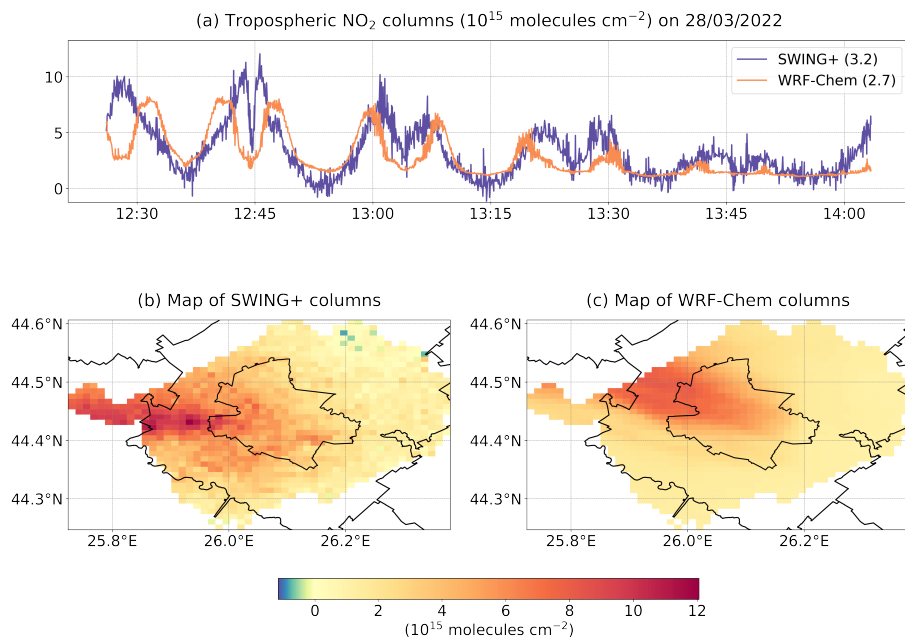 (a) Tropospheric NO₂ columns (10¹⁵ molecules cm⁻²) on 28/03/2022
SWING+ (3.2)
WRF-Chem (2.7)
10
5
0
12:30 12:45 13:00 13:15 13:30 13:45 14:00
(b) Map of SWING+ columns
44.6°N
44.5°N
44.4°N
44.3°N
25.8°E 26.0°E 26.2°E
(c) Map of WRF-Chem columns
44.6°N
44.5°N
44.4°N
44.3°N
25.8°E 26.0°E 26.2°E
0 2 4 6 8 10 12
(10¹⁵ molecules cm⁻²)